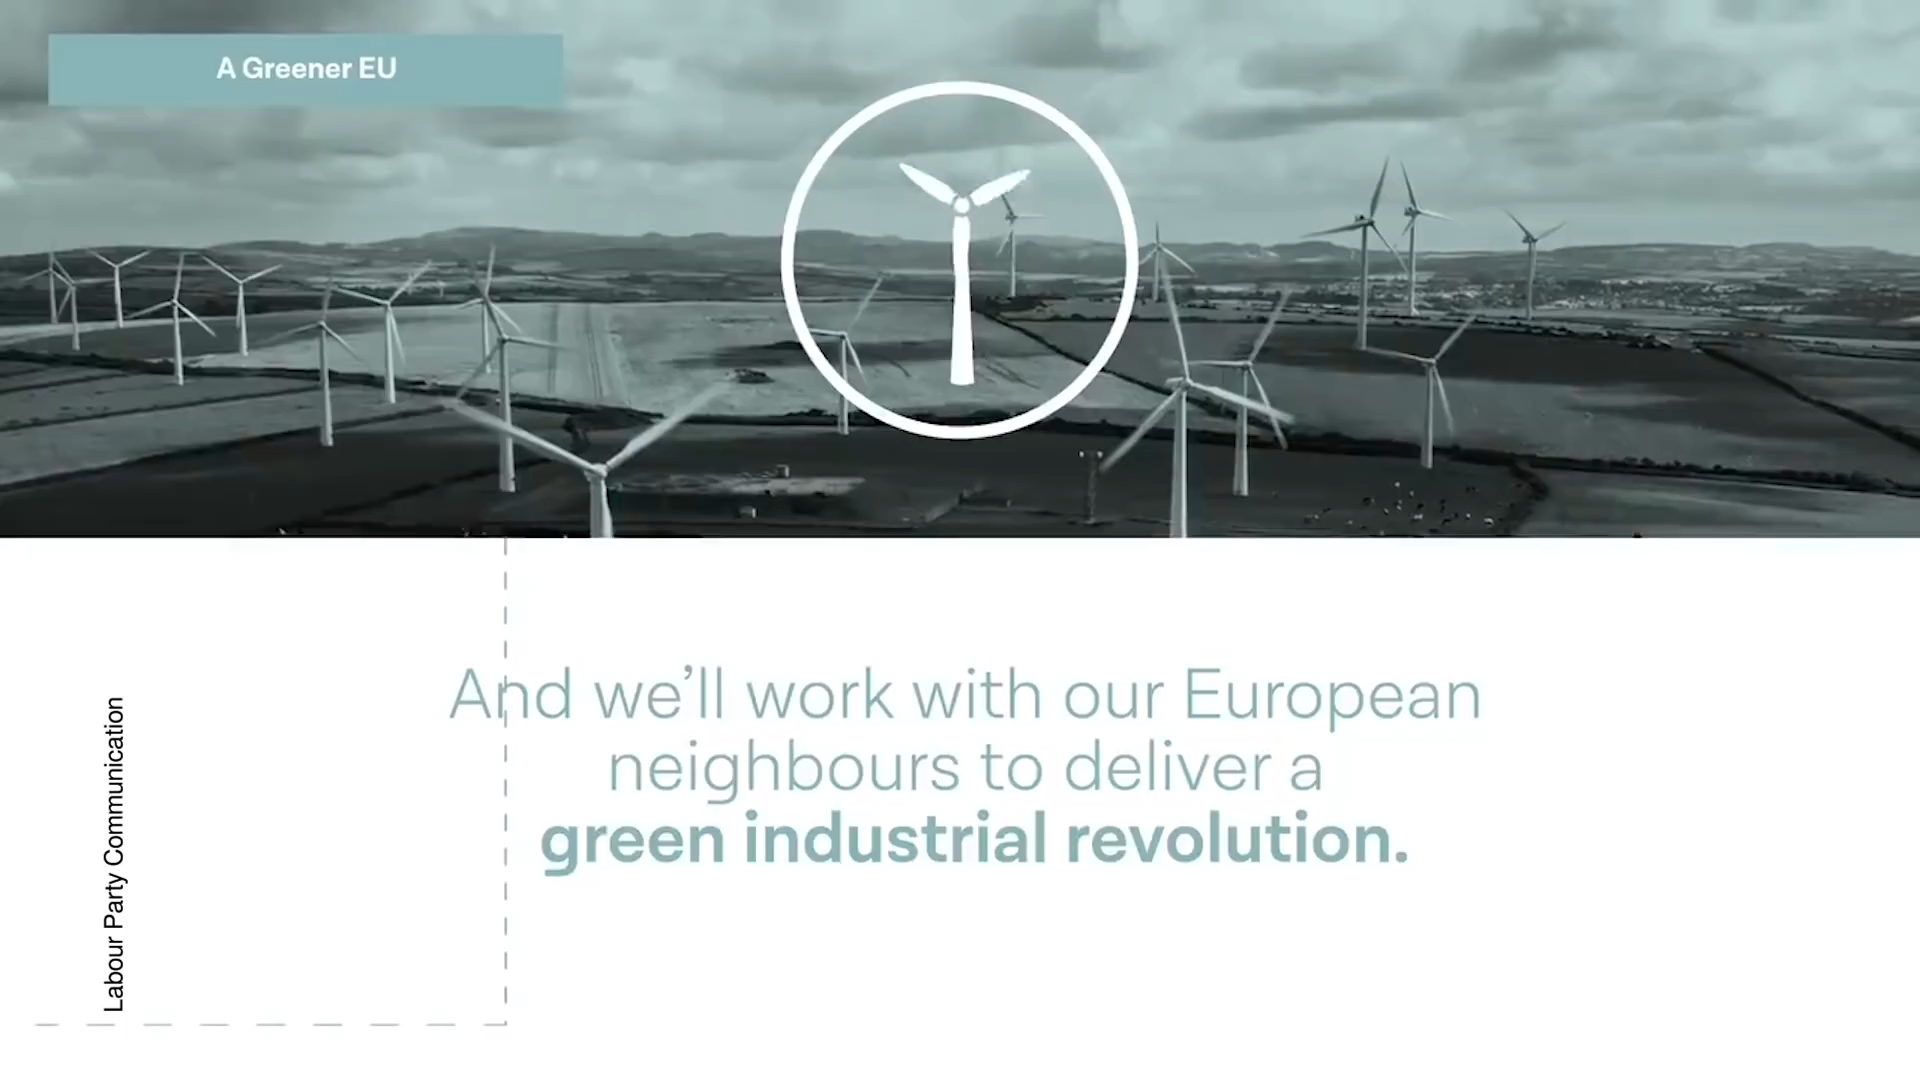 A Greener EU
And we’ll work with our European
neighbours to deliver a
green industrial revolution.
Labour Party Communication